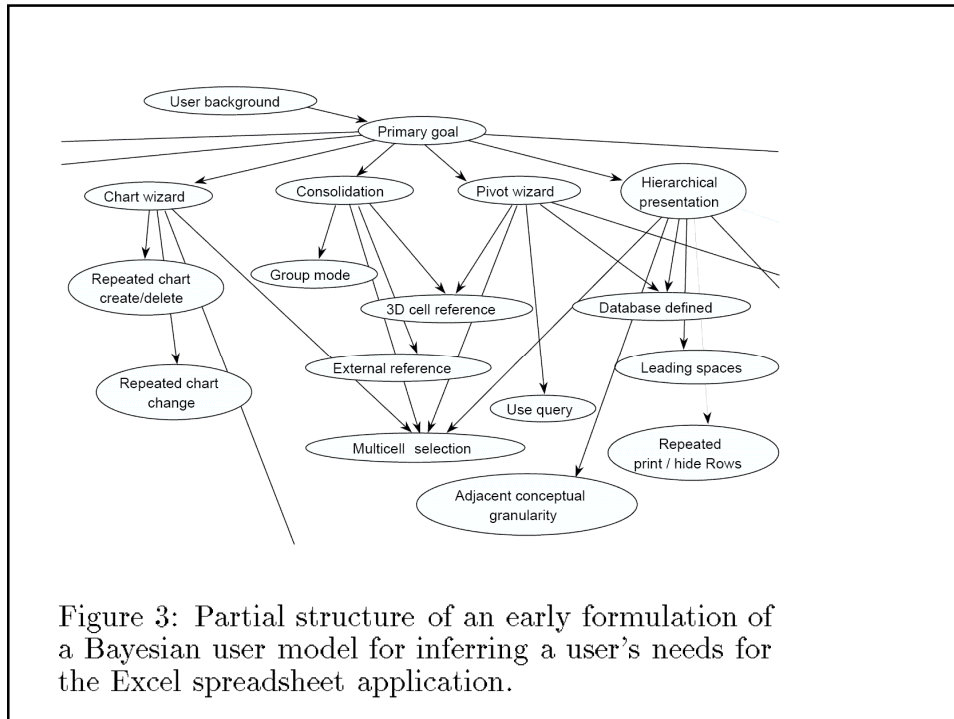 User background
Primary goal
Chart wizard
Consolidation
Pivot wizard
Hierarchical
presentation
Repeated chart
create/delete
Group mode
3D cell reference
Database defined
External reference
Leading spaces
Repeated chart
change
Use query
Multicell selection
Repeated
print / hide Rows
Adjacent conceptual
granularity
Figure 3: Partial structure of an early formulation of
a Bayesian user model for inferring a user's needs for
the Excel spreadsheet application.